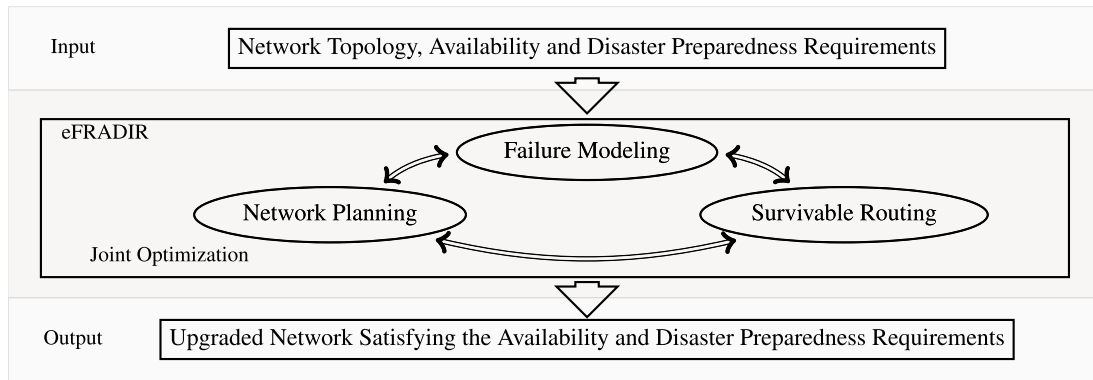 Input
Network Topology, Availability and Disaster Preparedness Requirements
eFRADIR
Failure Modeling
Network Planning
Survivable Routing
Joint Optimization
Output
Upgraded Network Satisfying the Availability and Disaster Preparedness Requirements